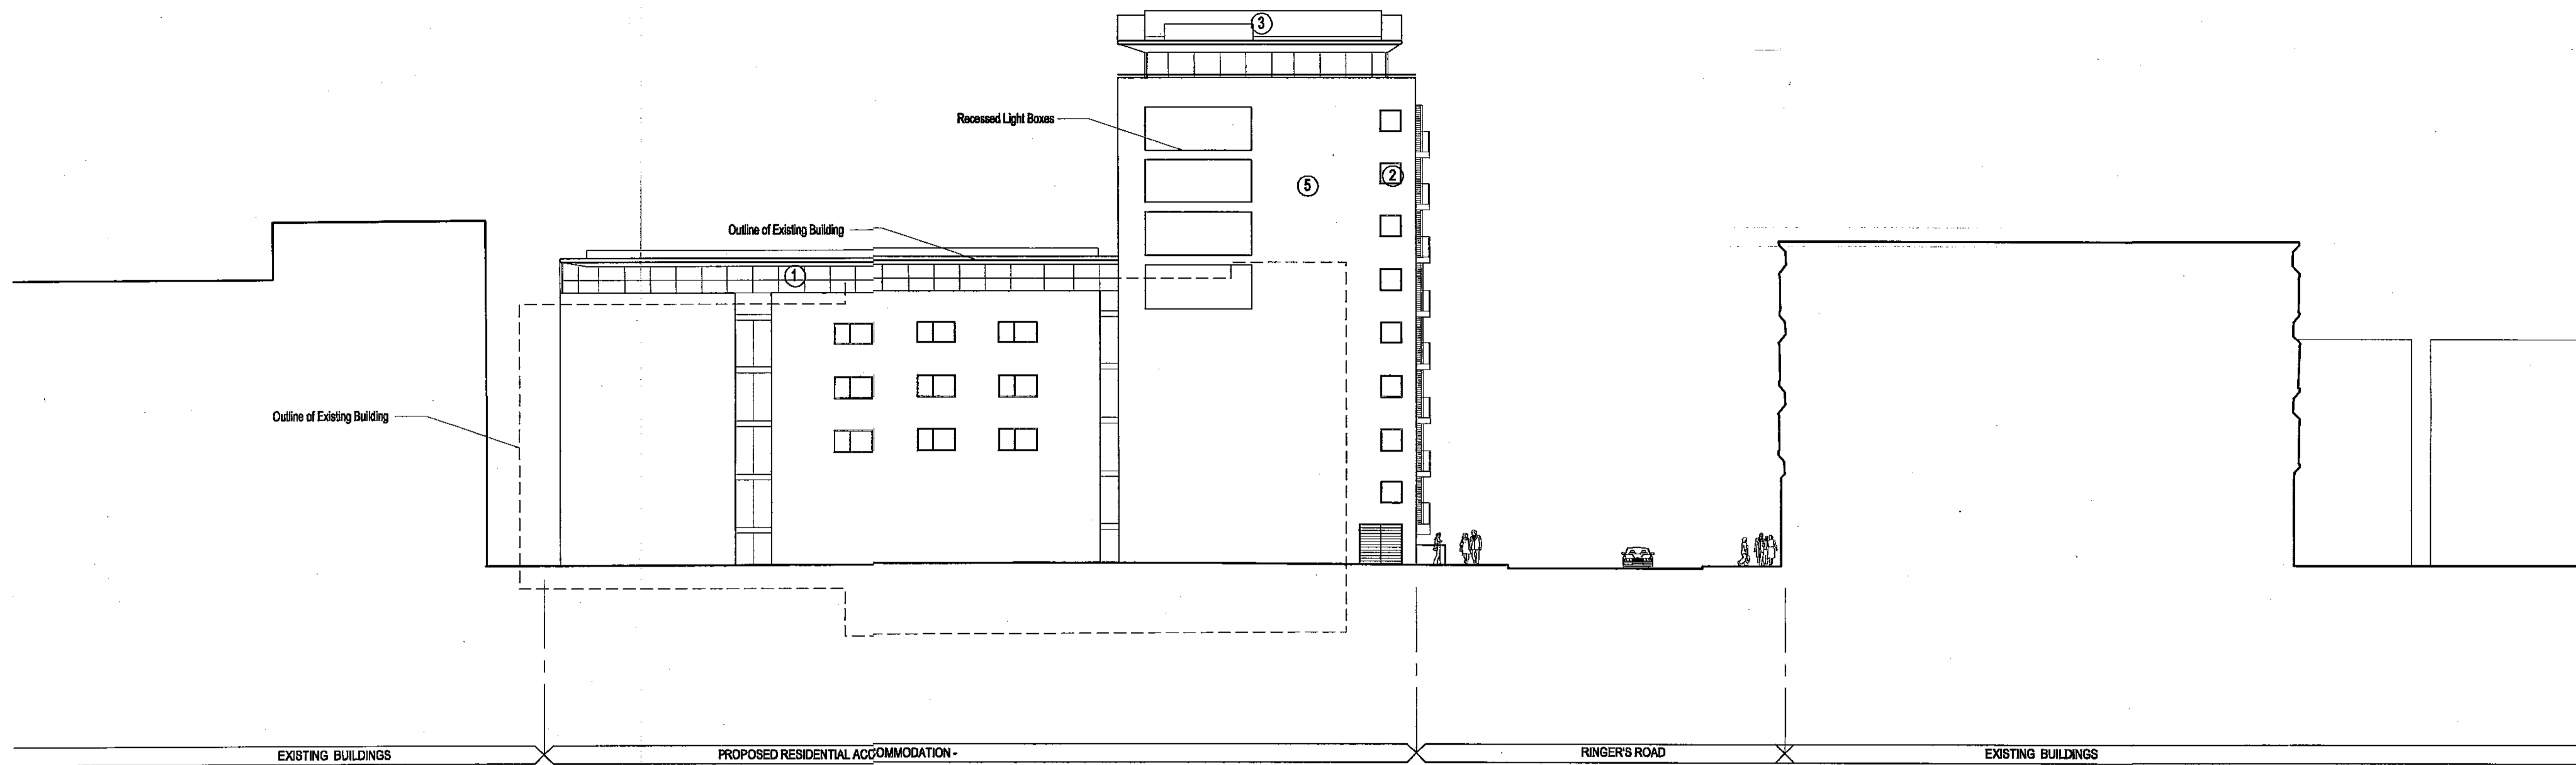 3
Recessed Light Boxes
2
5
Outline of Existing Building
1
Outline of Existing Building
EXISTING BUILDINGS
PROPOSED RESIDENTIAL ACCOMMODATION -
RINGER'S ROAD
EXISTING BUILDINGS